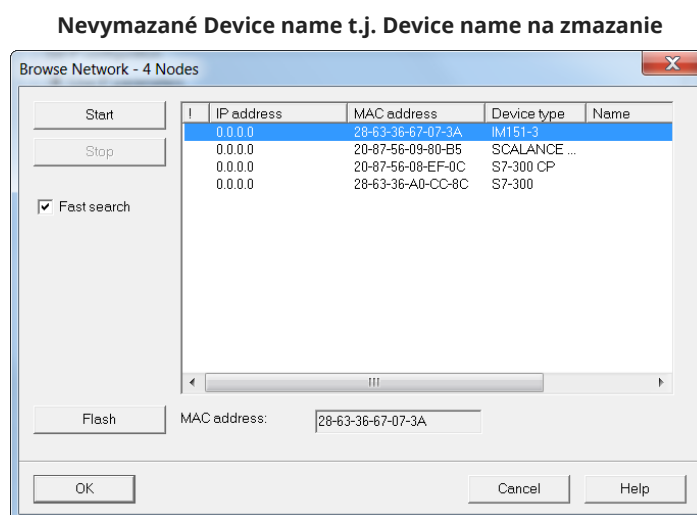 Nevymazané Device name t.j. Device name na zmazanie
Browse Network - 4 Nodes
Start
Stop
Fast search
! IP address MAC address Device type Name
0.0.0.0 28-63-36-67-07-3A IM151-3
0.0.0.0 20-87-56-09-80-B5 SCALANCE ...
0.0.0.0 20-87-56-08-EF-0C S7-300 CP
0.0.0.0 28-63-36-A0-CC-8C S7-300
Flash MAC address: 28-63-36-67-07-3A
OK Cancel Help